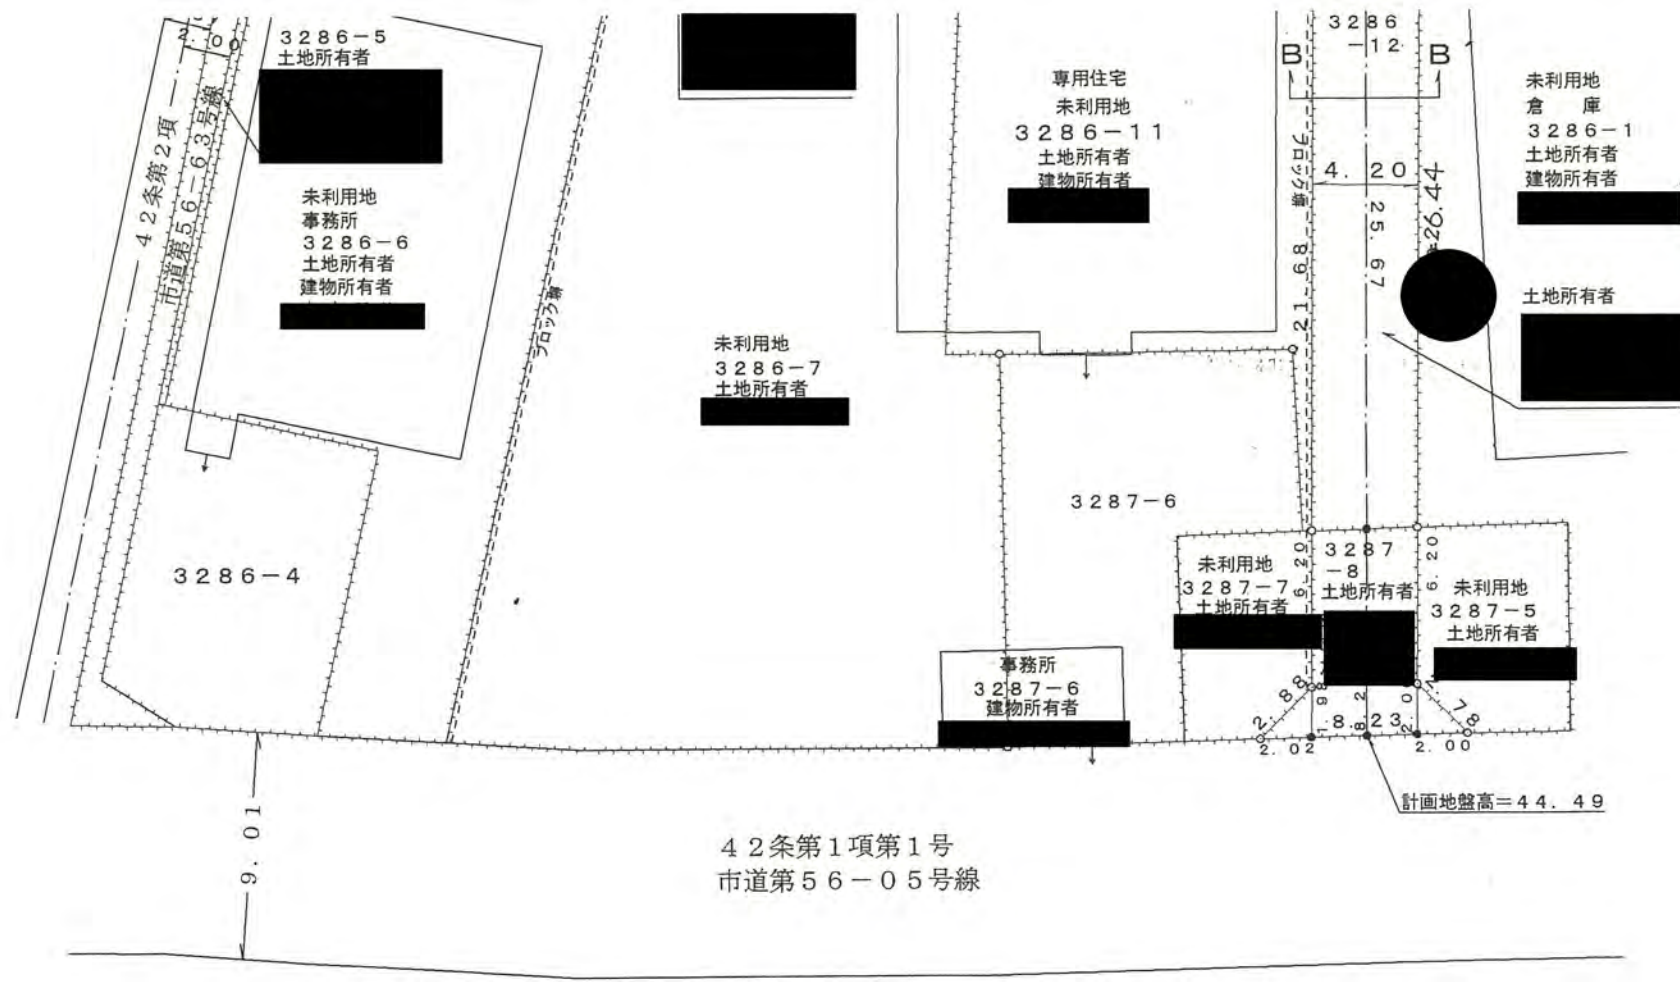 2.00
3286-5
土地所有者
42条第2項
市道第56-63号線
未利用地
事務所
3286-6
土地所有者
建物所有者
ブロック塀
3286-4
未利用地
3286-7
土地所有者
専用住宅
未利用地
3286-11
土地所有者
建物所有者
3286
-12
B
B
ブロック塀
4.20
25.67
26.44
21.98
未利用地
倉 庫
3286-1
土地所有者
建物所有者
土地所有者
3287-6
未利用地
3287-7
土地所有者
6.20
3287
-8
土地所有者
6.20
未利用地
3287-5
土地所有者
事務所
3287-6
建物所有者
2.88
8.23
2.78
2.02
2.00
計画地盤高=44.49
9.01
42条第1項第1号
市道第56-05号線